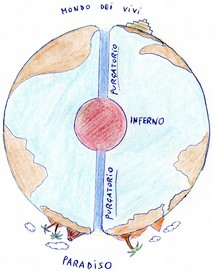 MONDO DEI VIVI
PURGATORIO
INFERNO
PURGATORIO
PARADISO